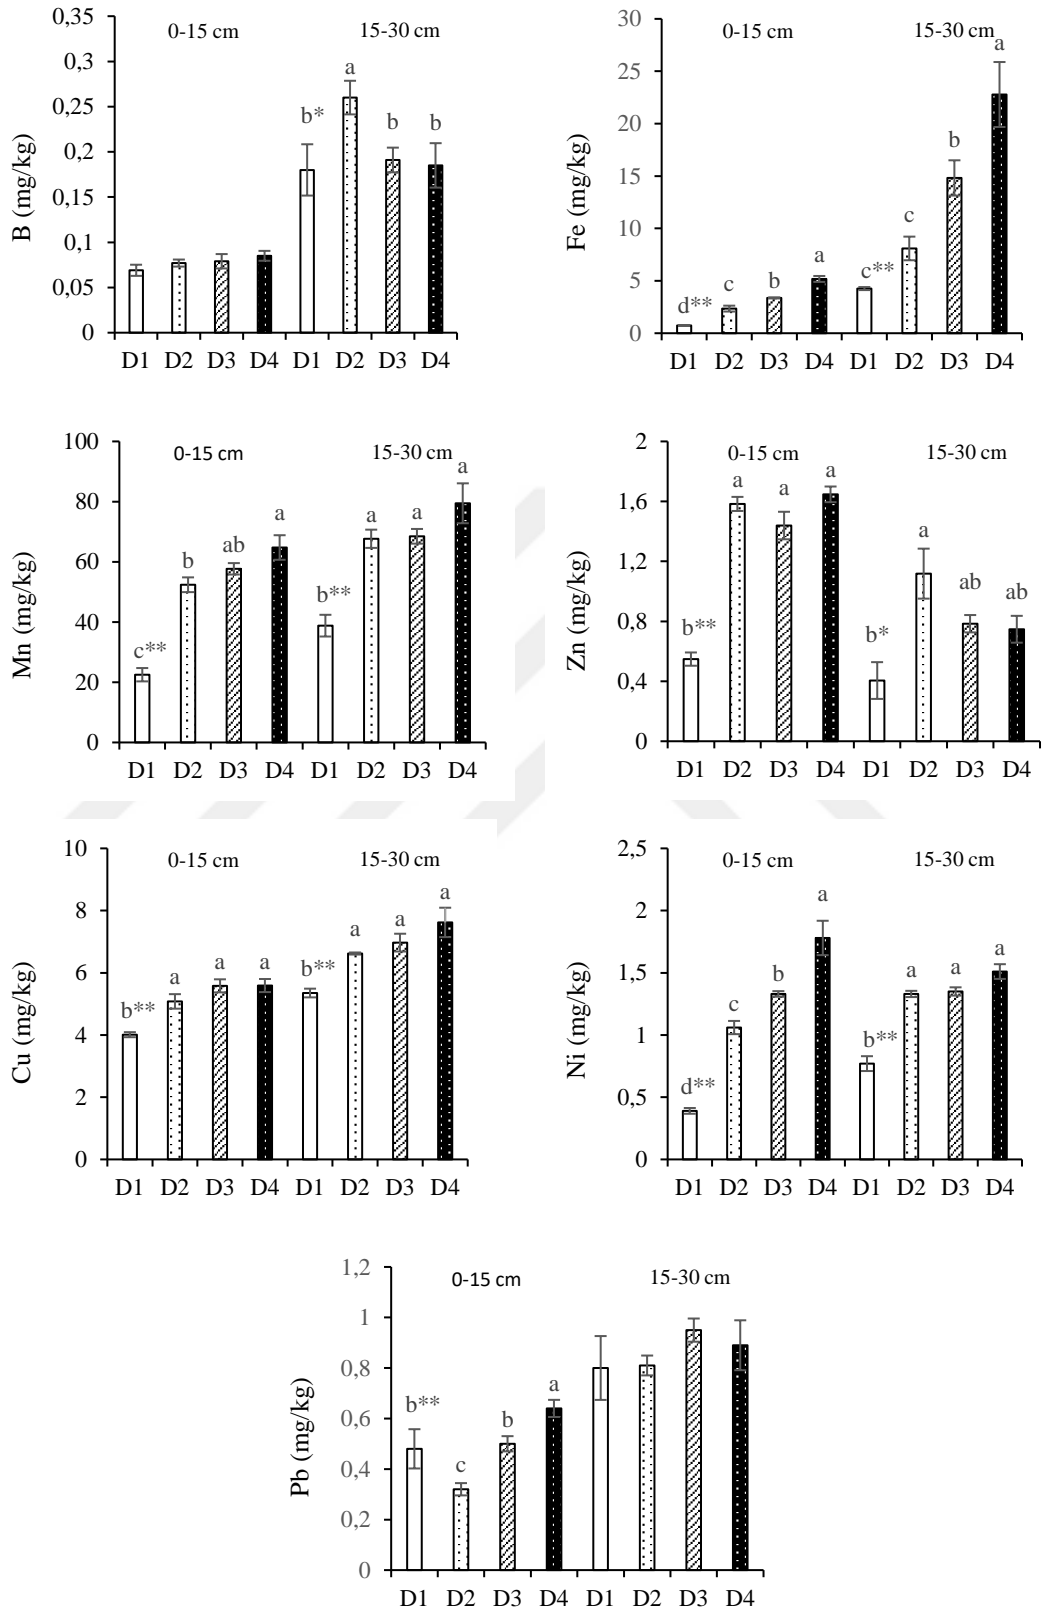 B (mg/kg)
0,35
0,3
0,25
0,2
0,15
0,1
0,05
0
0-15 cm 15-30 cm
b* a b b
D1 D2 D3 D4 D1 D2 D3 D4
Fe (mg/kg)
30
25
20
15
10
5
0
0-15 cm 15-30 cm
d** c b a c** c b a
D1 D2 D3 D4 D1 D2 D3 D4
Mn (mg/kg)
100
80
60
40
20
0
0-15 cm 15-30 cm
c** b ab a b** a a a
D1 D2 D3 D4 D1 D2 D3 D4
Zn (mg/kg)
2
1,6
1,2
0,8
0,4
0
0-15 cm 15-30 cm
b** a a a b* a ab ab
D1 D2 D3 D4 D1 D2 D3 D4
Cu (mg/kg)
10
8
6
4
2
0
0-15 cm 15-30 cm
b** a a a b** a a a
D1 D2 D3 D4 D1 D2 D3 D4
Ni (mg/kg)
2,5
2
1,5
1
0,5
0
0-15 cm 15-30 cm
d** c b a b** a a a
D1 D2 D3 D4 D1 D2 D3 D4
Pb (mg/kg)
1,2
1
0,8
0,6
0,4
0,2
0
0-15 cm 15-30 cm
b** c b a
D1 D2 D3 D4 D1 D2 D3 D4